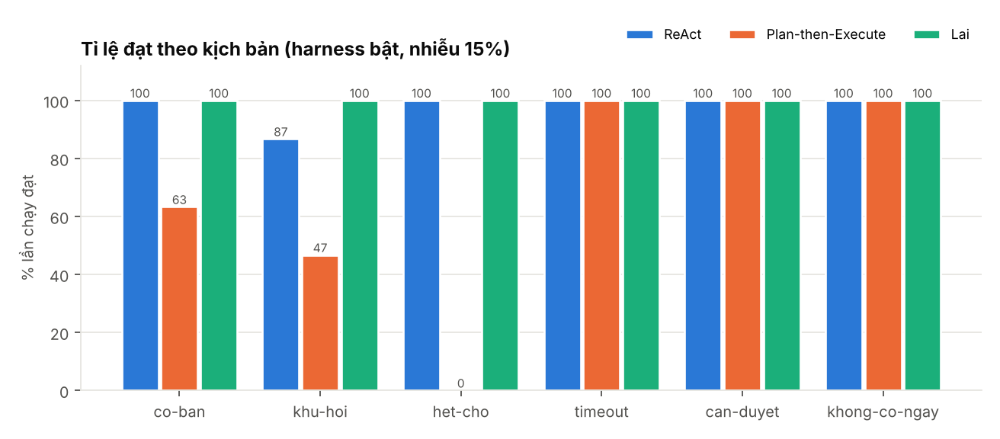 ReAct Plan-then-Execute Lai
Tỉ lệ đạt theo kịch bản (harness bật, nhiễu 15%)
% lần chạy đạt
100
80
60
40
20
0
100 63 100
87 47 100
100 0 100
100 100 100
100 100 100
100 100 100
co-ban khu-hoi het-cho timeout can-duyet khong-co-ngay